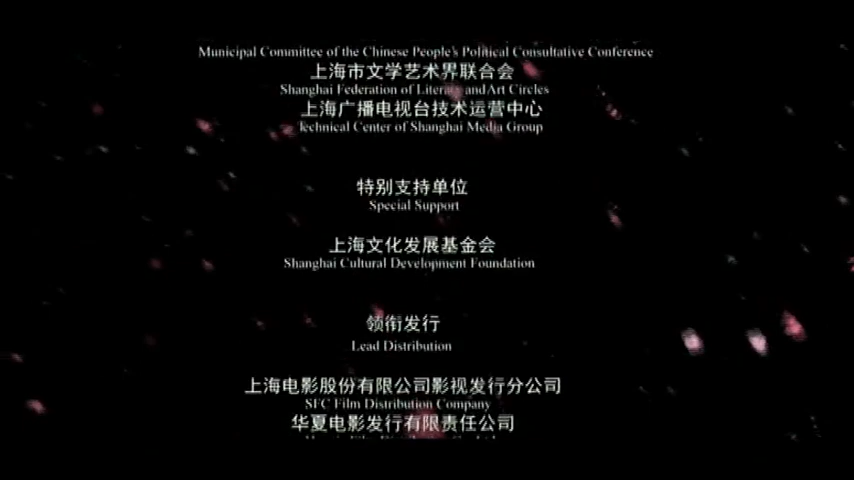 Municipal Committee of the Chinese People's Political Consultative Conference
上海市文学艺术界联合会
Shanghai Federation of Literary and Art Circles
上海广播电视台技术运营中心
Technical Center of Shanghai Media Group
特别支持单位
Special Support
上海文化发展基金会
Shanghai Cultural Development Foundation
领衔发行
Lead Distribution
上海电影股份有限公司影视发行分公司
SFC Film Distribution Company
华夏电影发行有限责任公司